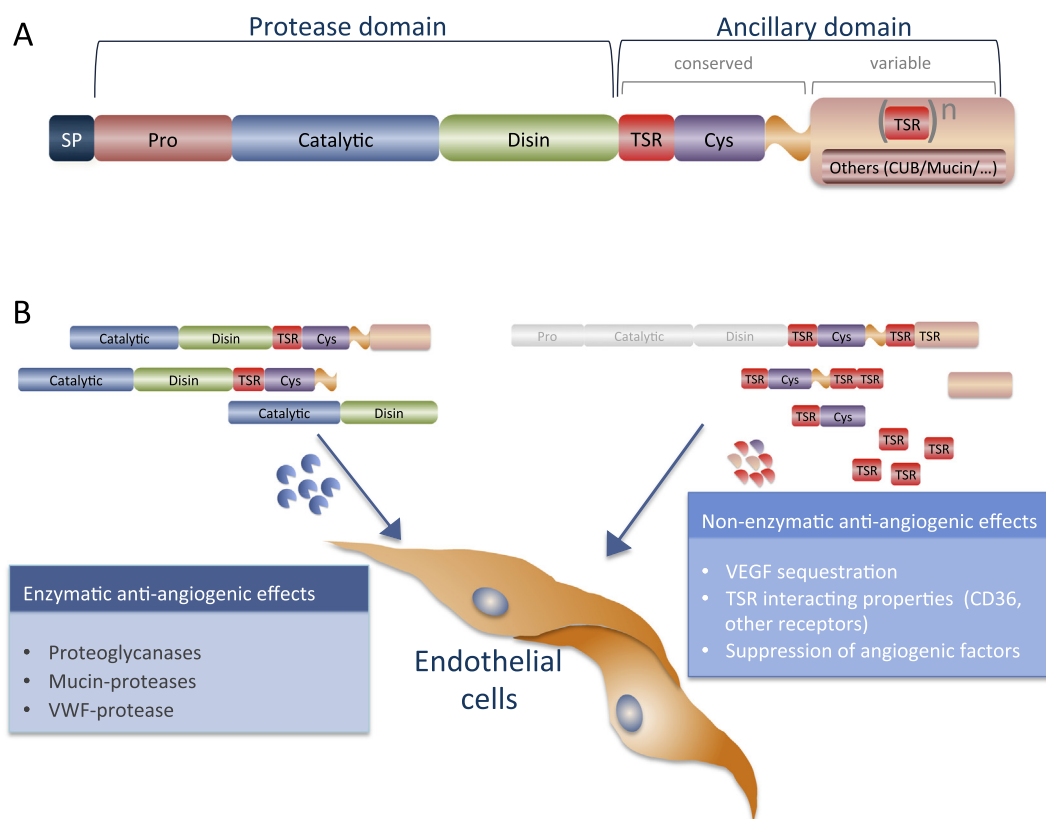 A
Protease domain
Ancillary domain
conserved
variable
SP
Pro
Catalytic
Disin
TSR
Cys
(TSR)n
Others (CUB/Mucin/...)
B
Catalytic
Disin
TSR
Cys
Catalytic
Disin
TSR
Cys
Catalytic
Disin
Pro
Catalytic
Disin
TSR
Cys
TSR
TSR
TSR
Cys
TSR
TSR
TSR
Cys
TSR
TSR
TSR
TSR
Enzymatic anti-angiogenic effects
• Proteoglycanases
• Mucin-proteases
• VWF-protease
Endothelial
cells
Non-enzymatic anti-angiogenic effects
• VEGF sequestration
• TSR interacting properties (CD36,
other receptors)
• Suppression of angiogenic factors